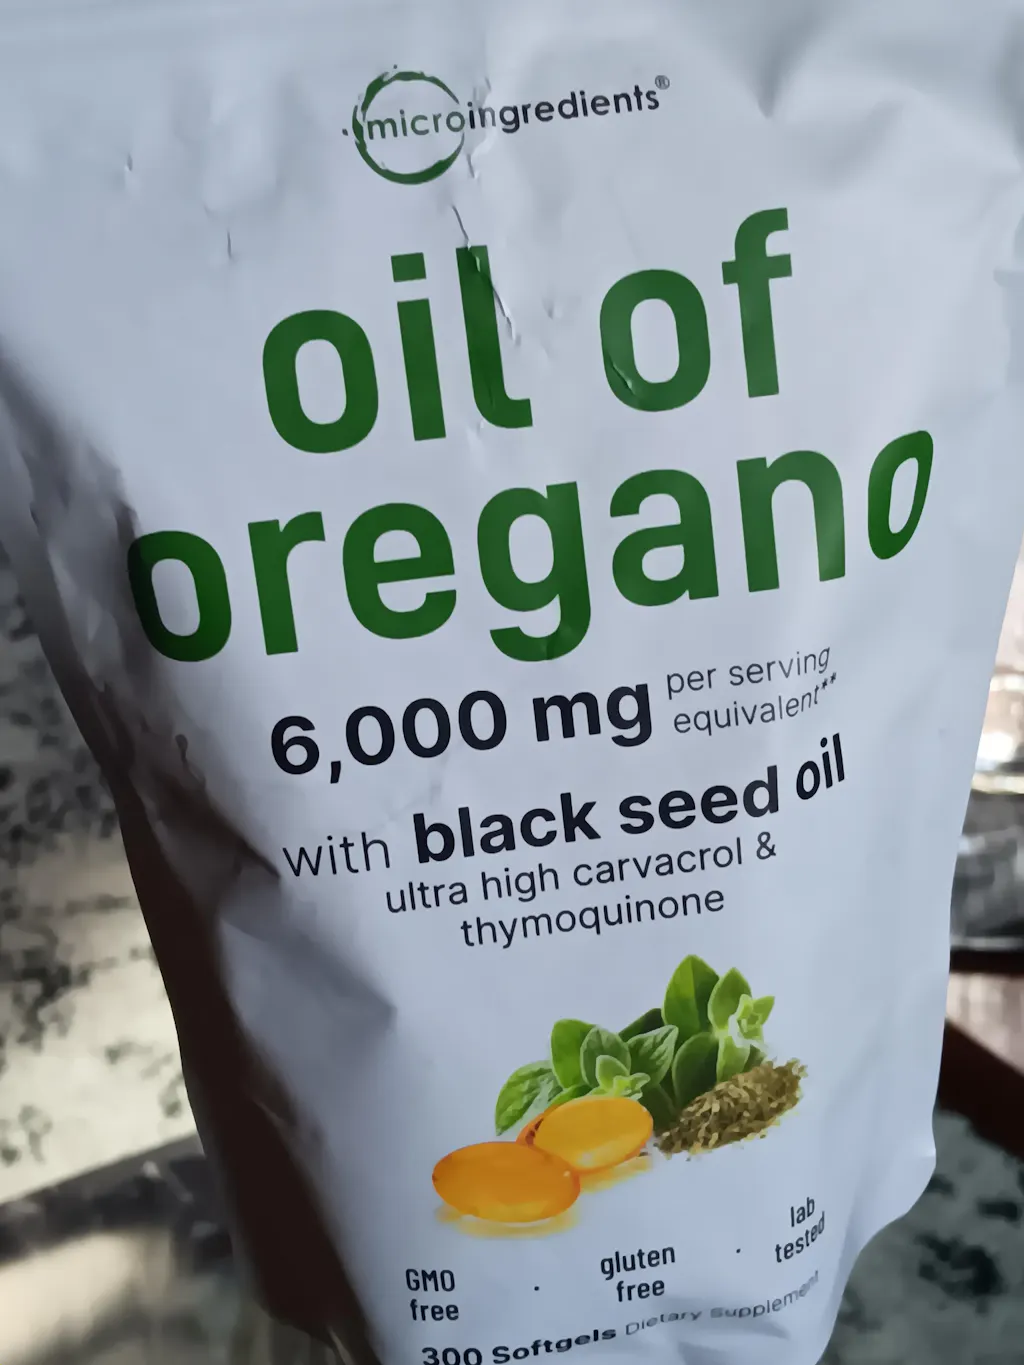 microingredients®
oil of
oregano
6,000 mg per serving
equivalent**
with black seed oil
ultra high carvacrol &
thymoquinone
GMO
free
·
gluten
free
·
lab
tested
300 Softgels Dietary Supplement